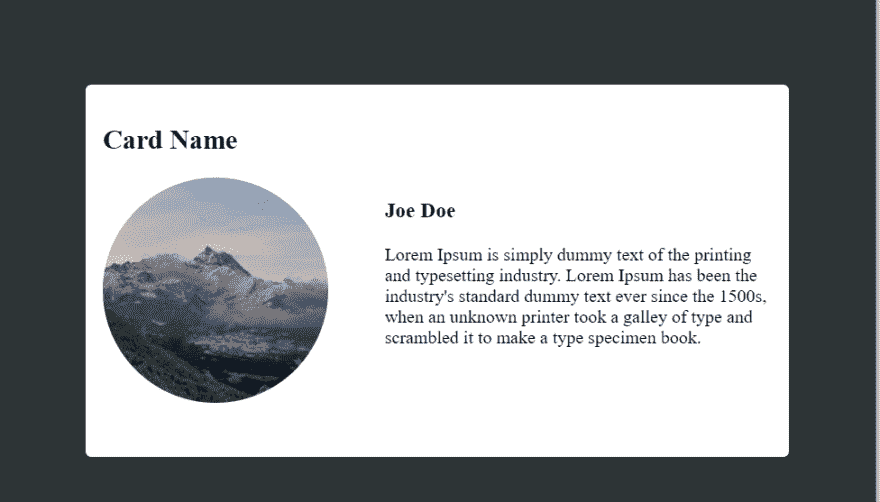 Card Name
Joe Doe
Lorem Ipsum is simply dummy text of the printing
and typesetting industry. Lorem Ipsum has been the
industry's standard dummy text ever since the 1500s,
when an unknown printer took a galley of type and
scrambled it to make a type specimen book.